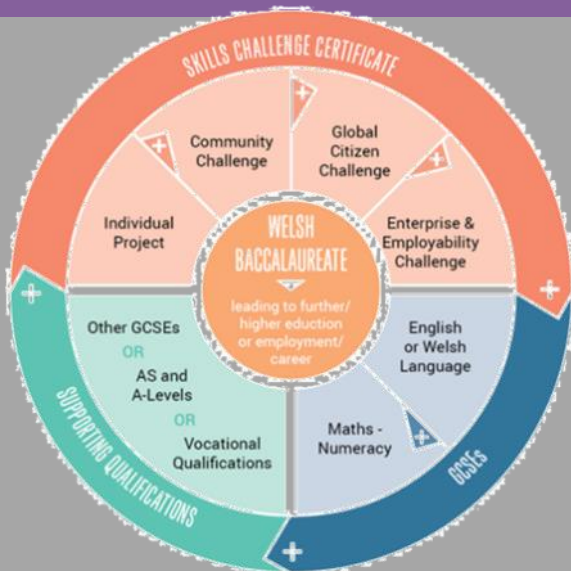 SKILLS CHALLENGE CERTIFICATE
Community
Challenge
Global
Citizen
Challenge
Individual
Project
Enterprise &
Employability
Challenge
WELSH
BACCALAUREATE
leading to further/
higher eduction
or employment/
career
Other GCSEs
OR
AS and
A-Levels
OR
Vocational
Qualifications
English
or Welsh
Language
Maths -
Numeracy
SUPPORTING QUALIFICATIONS
GCSEs